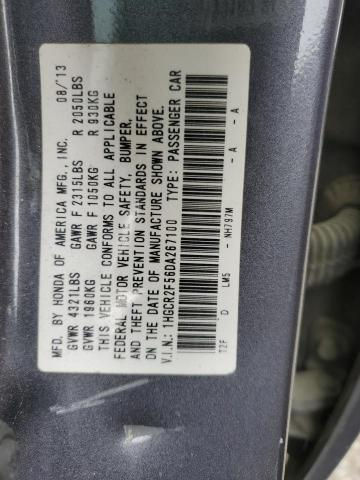 MFD. BY HONDA OF AMERICA MFG., INC. 08/'13
GVWR 4321LBS GAWR F 2315LBS R 2050LBS
GVWR 1960KG GAWR F 1050KG R 930KG
THIS VEHICLE CONFORMS TO ALL APPLICABLE
FEDERAL MOTOR VEHICLE SAFETY, BUMPER,
AND THEFT PREVENTION STANDARDS IN EFFECT
ON THE DATE OF MANUFACTURE SHOWN ABOVE.
V.I.N.: 1HGCR2F56DA267100 TYPE: PASSENGER CAR
T2F D LM5 - NH797M - A - A